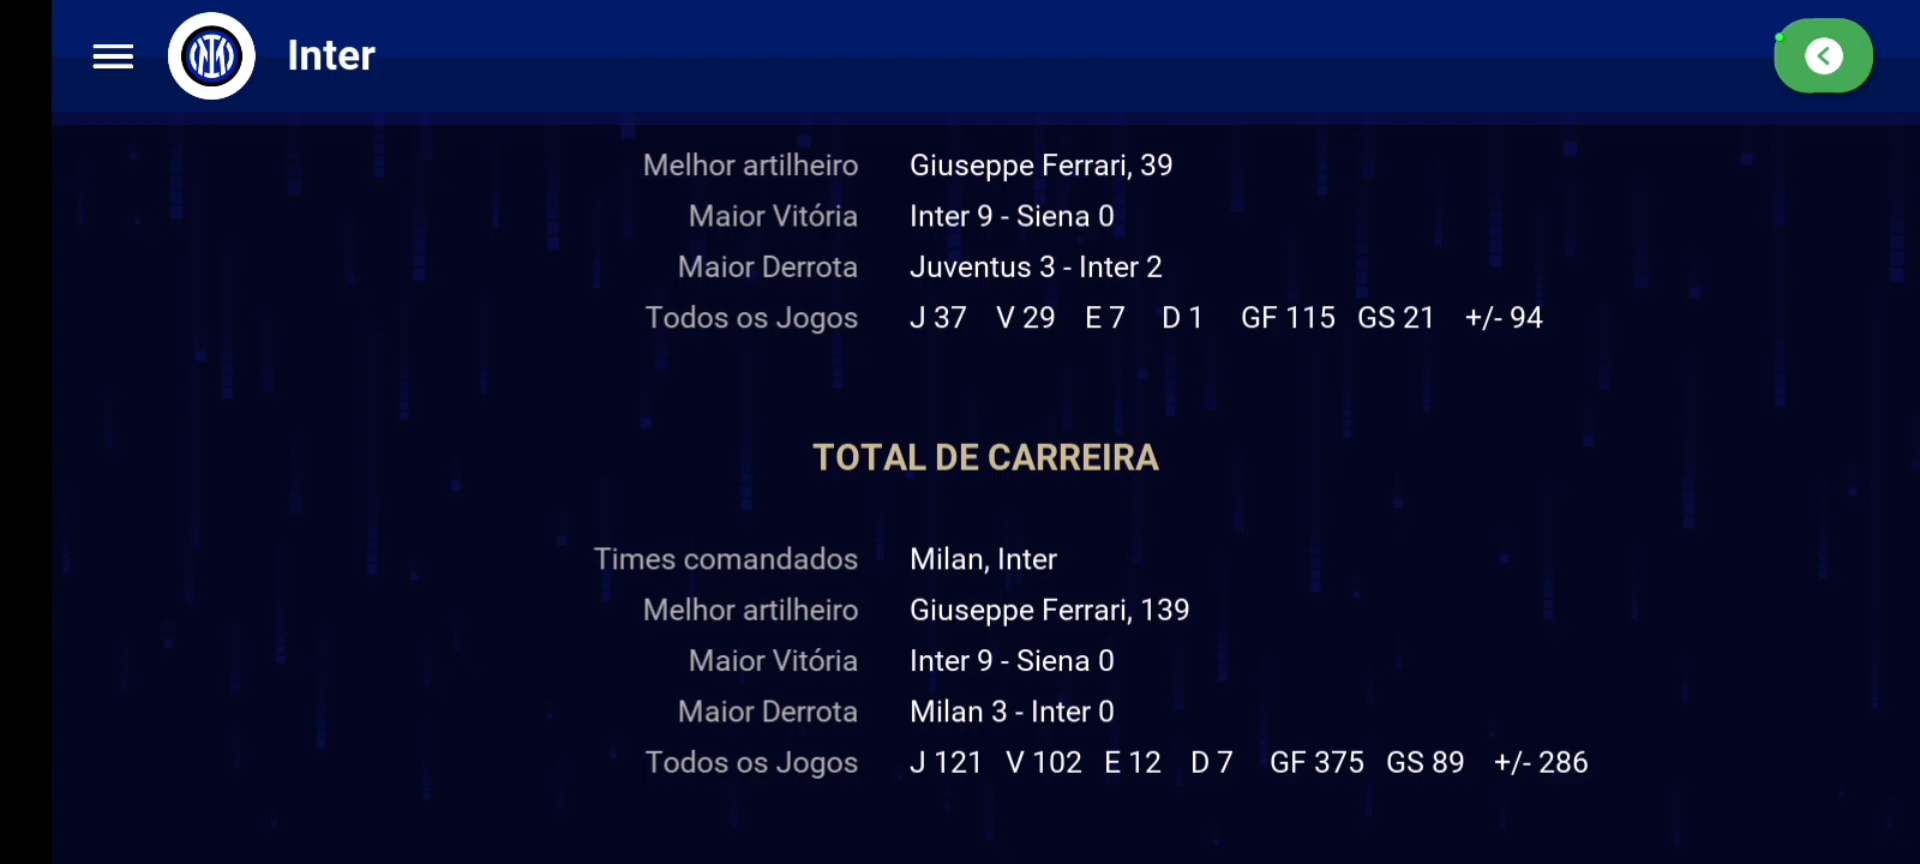 Inter
Melhor artilheiro Giuseppe Ferrari, 39
Maior Vitória Inter 9 - Siena 0
Maior Derrota Juventus 3 - Inter 2
Todos os Jogos J 37 V 29 E 7 D 1 GF 115 GS 21 +/- 94
TOTAL DE CARREIRA
Times comandados Milan, Inter
Melhor artilheiro Giuseppe Ferrari, 139
Maior Vitória Inter 9 - Siena 0
Maior Derrota Milan 3 - Inter 0
Todos os Jogos J 121 V 102 E 12 D 7 GF 375 GS 89 +/- 286